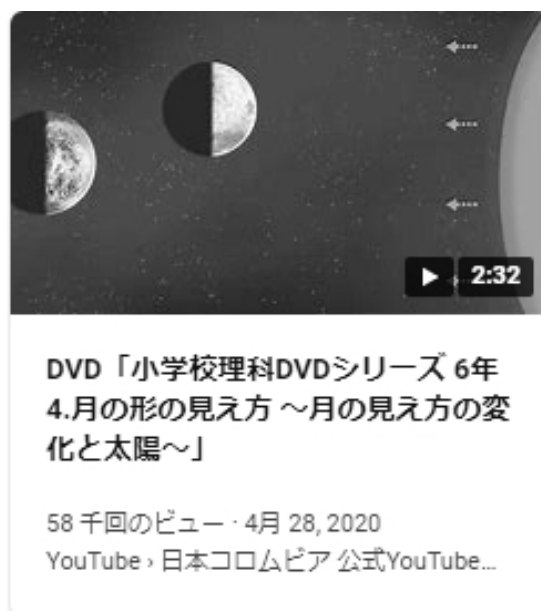 2:32
DVD「小学校理科DVDシリーズ 6年
4.月の形の見え方 ～月の見え方の変
化と太陽～」
58 千回のビュー · 4月 28, 2020
YouTube › 日本コロムビア 公式YouTube...